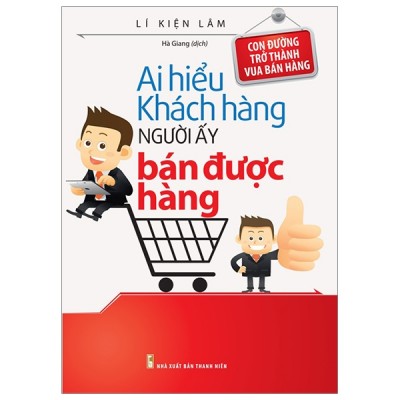 LÍ KIỆN LÂM
Hà Giang (dịch)
CON ĐƯỜNG
TRỞ THÀNH
VUA BÁN HÀNG
Ai hiểu
Khách hàng
NGƯỜI ẤY
bán được
hàng
NHÀ XUẤT BẢN THANH NIÊN